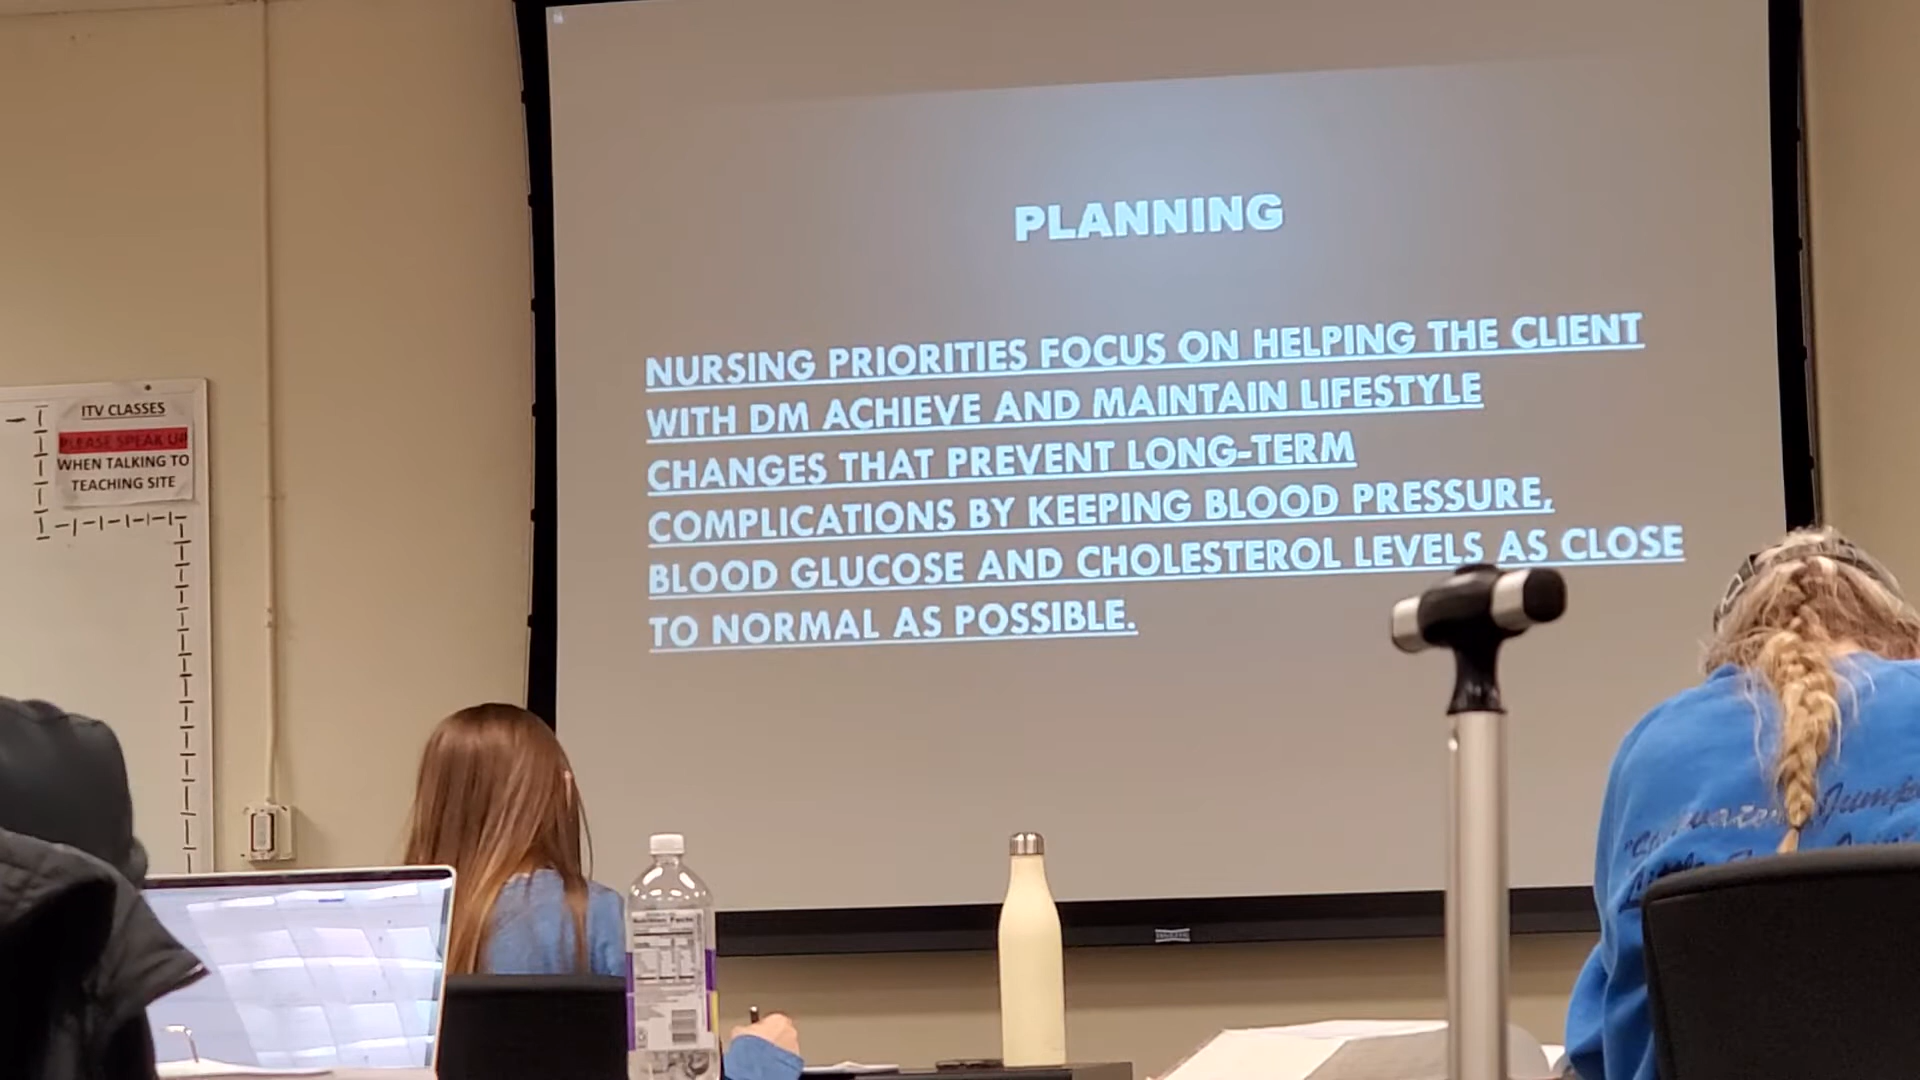 PLANNING
NURSING PRIORITIES FOCUS ON HELPING THE CLIENT
WITH DM ACHIEVE AND MAINTAIN LIFESTYLE
CHANGES THAT PREVENT LONG-TERM
COMPLICATIONS BY KEEPING BLOOD PRESSURE,
BLOOD GLUCOSE AND CHOLESTEROL LEVELS AS CLOSE
TO NORMAL AS POSSIBLE.
ITV CLASSES
PLEASE SPEAK UP
WHEN TALKING TO
TEACHING SITE
Nutrition Facts